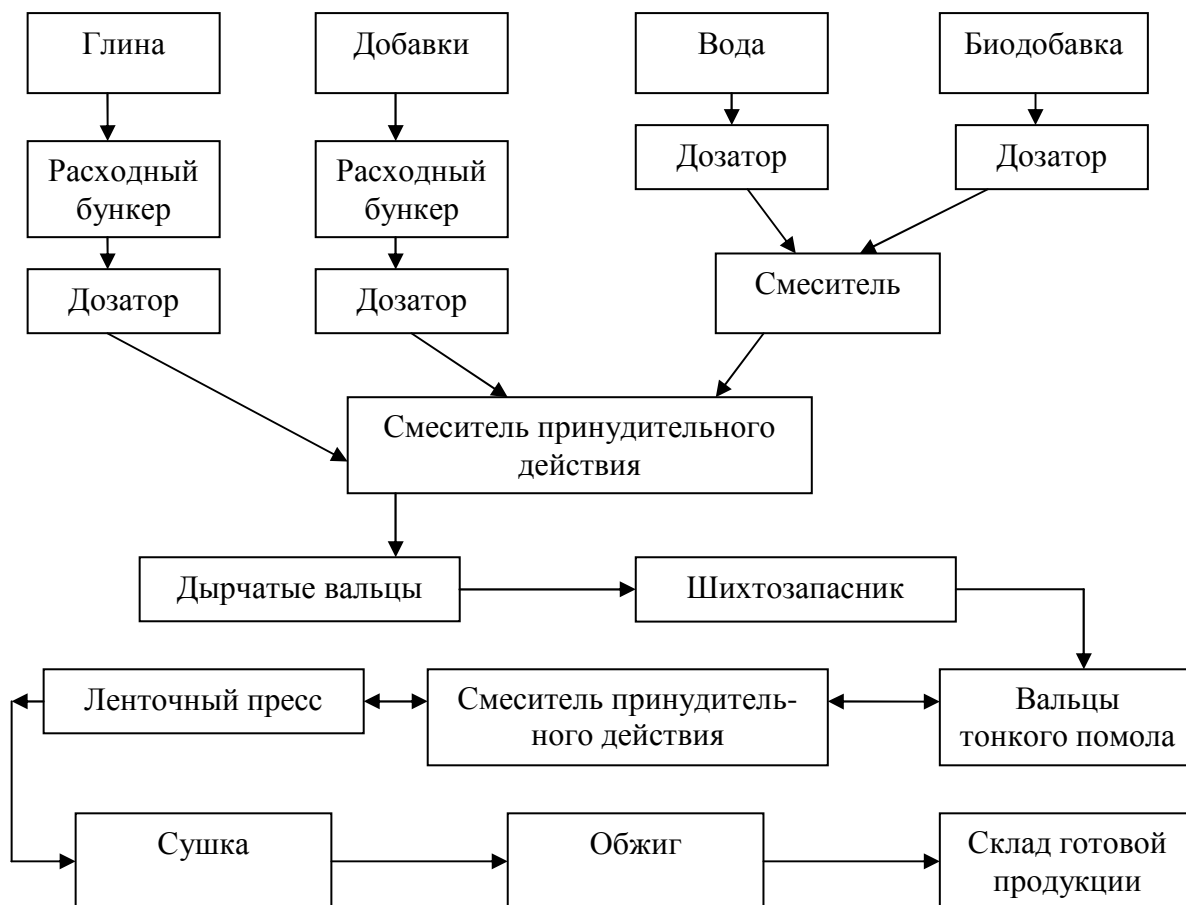 Глина
Добавки
Вода
Биодобавка
Расходный
бункер
Расходный
бункер
Дозатор
Дозатор
Дозатор
Дозатор
Смеситель
Смеситель принудительного
действия
Дырчатые вальцы
Шихтозапасник
Ленточный пресс
Смеситель принудитель-
ного действия
Вальцы
тонкого помола
Сушка
Обжиг
Склад готовой
продукции